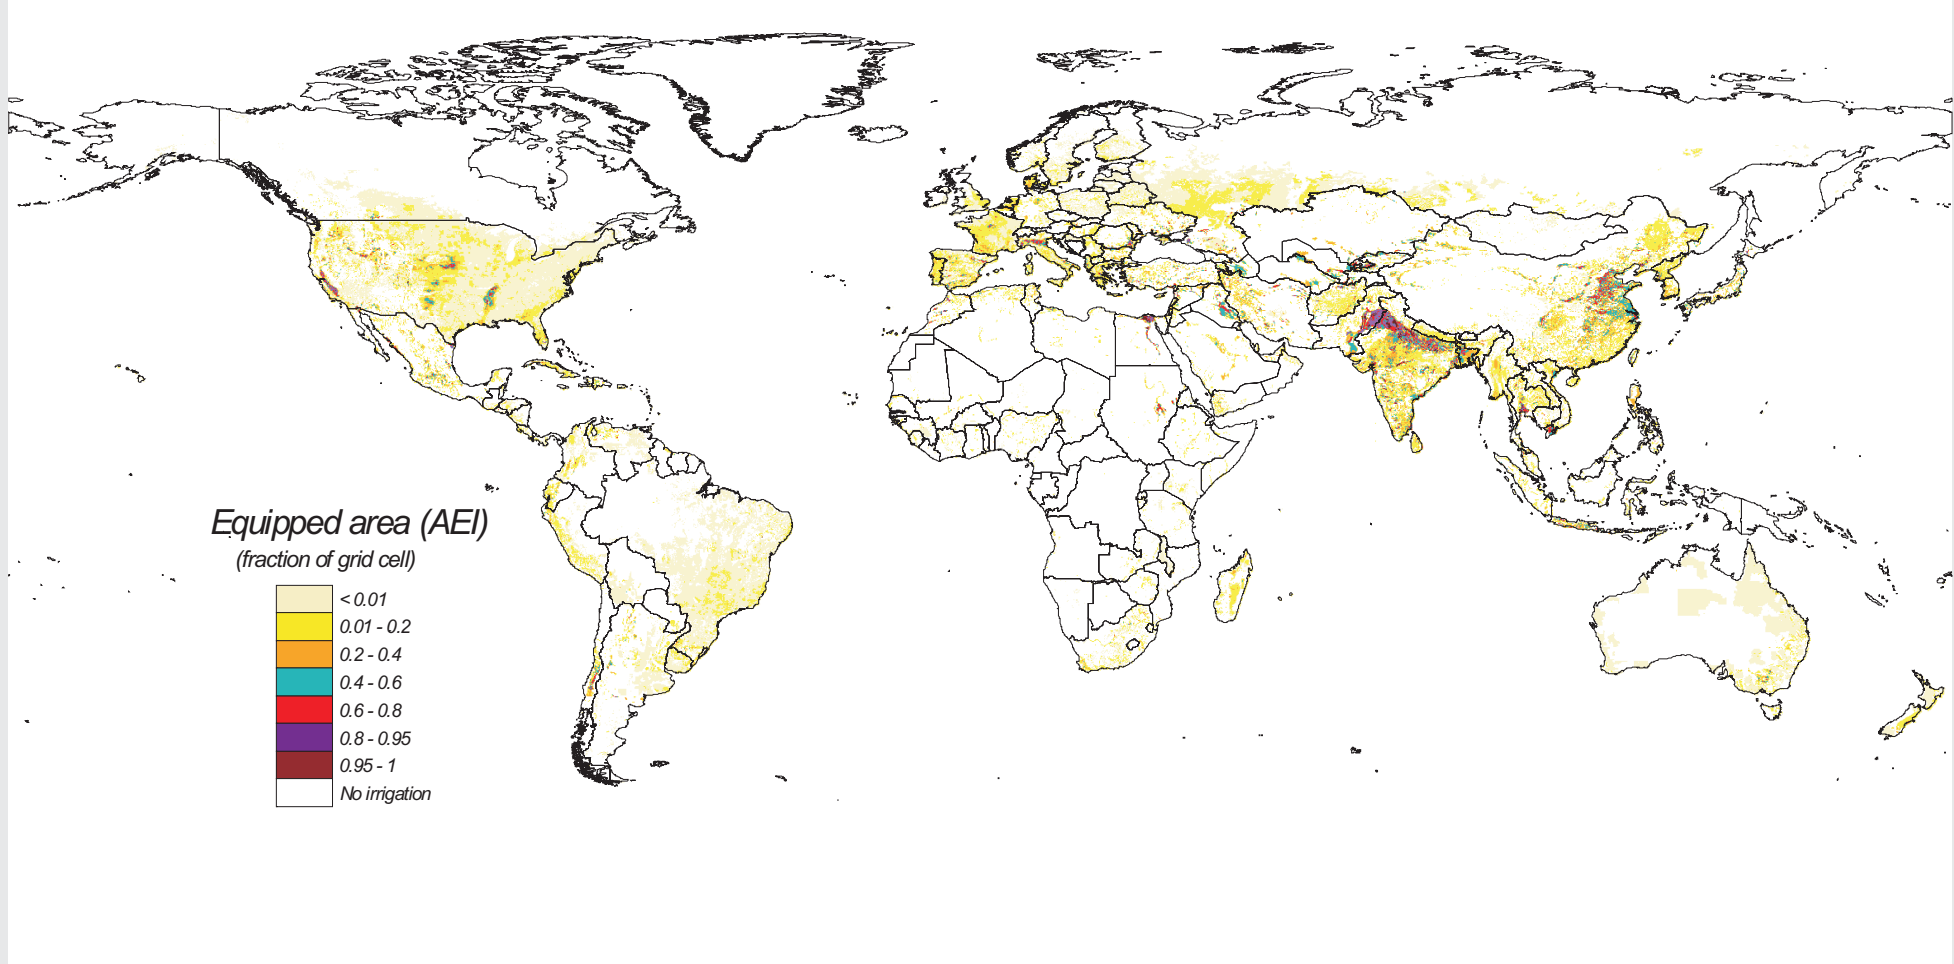 Equipped area (AEI)
(fraction of grid cell)
< 0.01
0.01 - 0.2
0.2 - 0.4
0.4 - 0.6
0.6 - 0.8
0.8 - 0.95
0.95 - 1
No irrigation